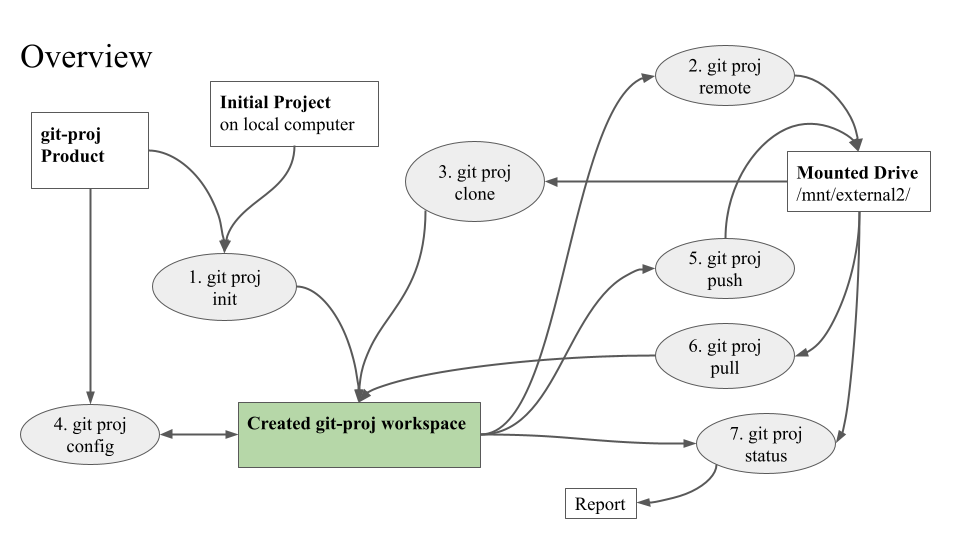 Overview
git-proj
Product
Initial Project
on local computer
2. git proj
remote
3. git proj
clone
Mounted Drive
/mnt/external2/
1. git proj
init
5. git proj
push
6. git proj
pull
4. git proj
config
Created git-proj workspace
7. git proj
status
Report